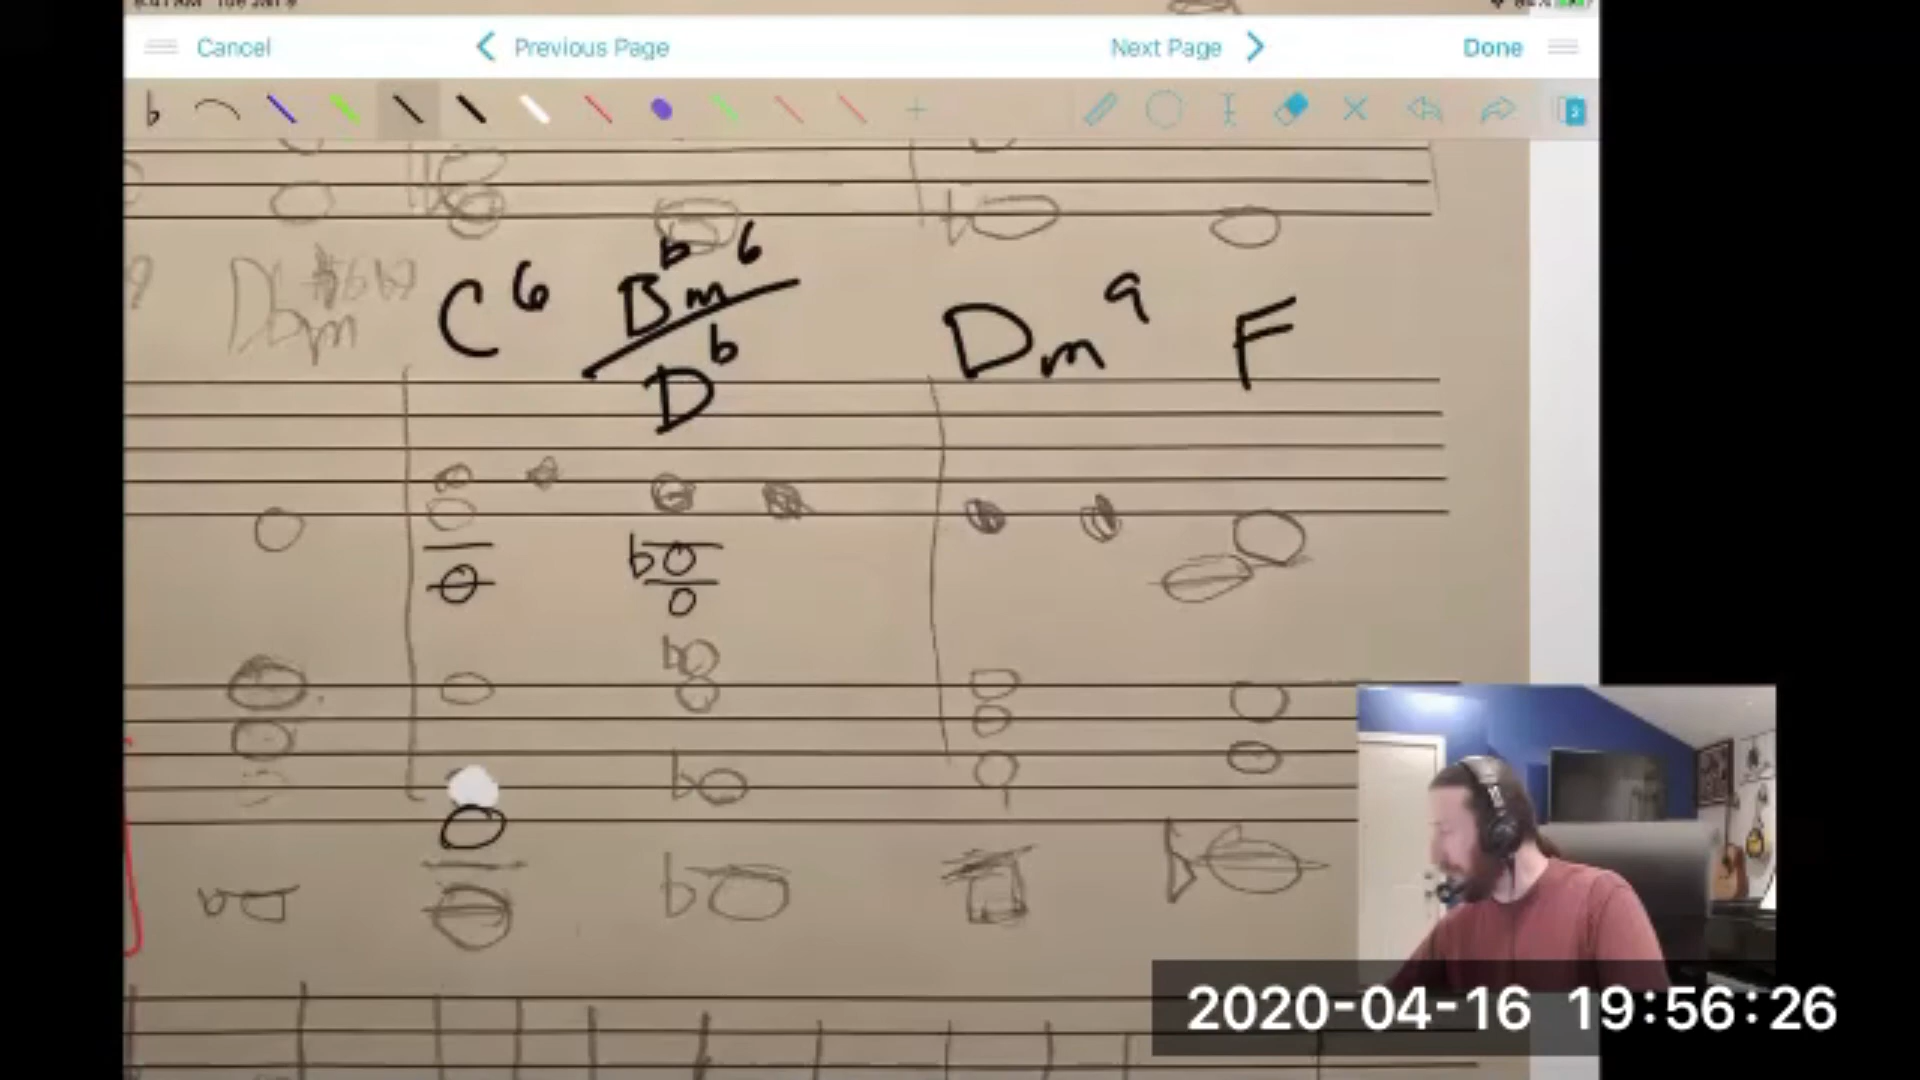 Cancel Previous Page Next Page Done
C6 Bbm6/Db Dm9 F
2020-04-16 19:56:26